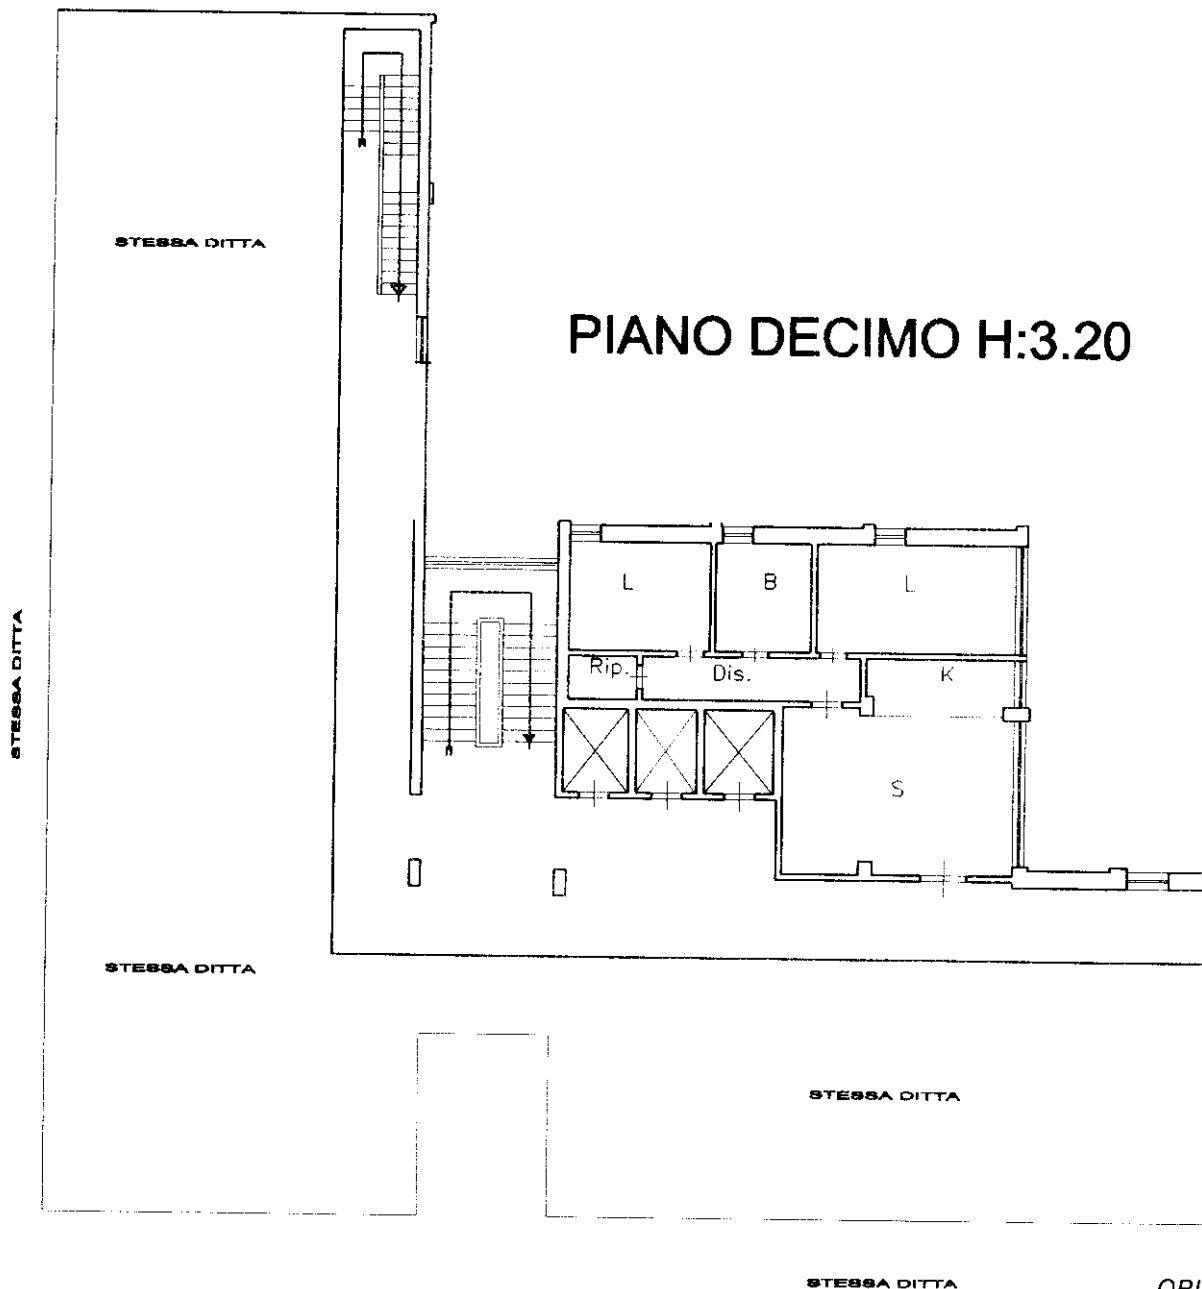 STESSA DITTA
PIANO DECIMO H:3.20
L
B
L
STESSA DITTA
Rip.
Dis.
K
S
STESSA DITTA
STESSA DITTA
STESSA DITTA